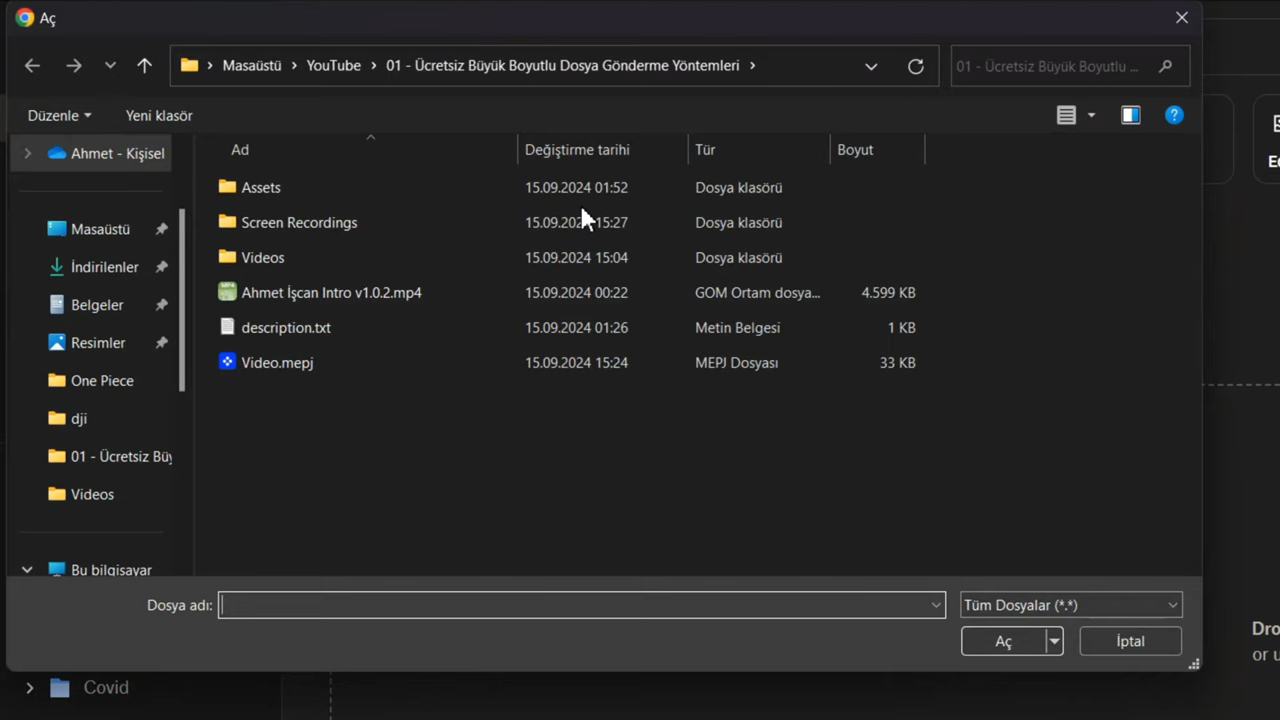 Aç
Masaüstü YouTube 01 - Ücretsiz Büyük Boyutlu Dosya Gönderme Yöntemleri
01 - Ücretsiz Büyük Boyutlu ...
Düzenle Yeni klasör
Ahmet - Kişisel
Masaüstü
İndirilenler
Belgeler
Resimler
One Piece
dji
01 - Ücretsiz Büy
Videos
Bu bilgisayar
Ad Değiştirme tarihi Tür Boyut
Assets 15.09.2024 01:52 Dosya klasörü
Screen Recordings 15:27 Dosya klasörü
Videos 15.09.2024 15:04 Dosya klasörü
Ahmet İşcan Intro v1.0.2.mp4 15.09.2024 00:22 GOM Ortam dosya... 4.599 KB
description.txt 15.09.2024 01:26 Metin Belgesi 1 KB
Video.mepj 15.09.2024 15:24 MEPJ Dosyası 33 KB
Dosya adı:
Tüm Dosyalar (*.*)
Aç İptal
Covid